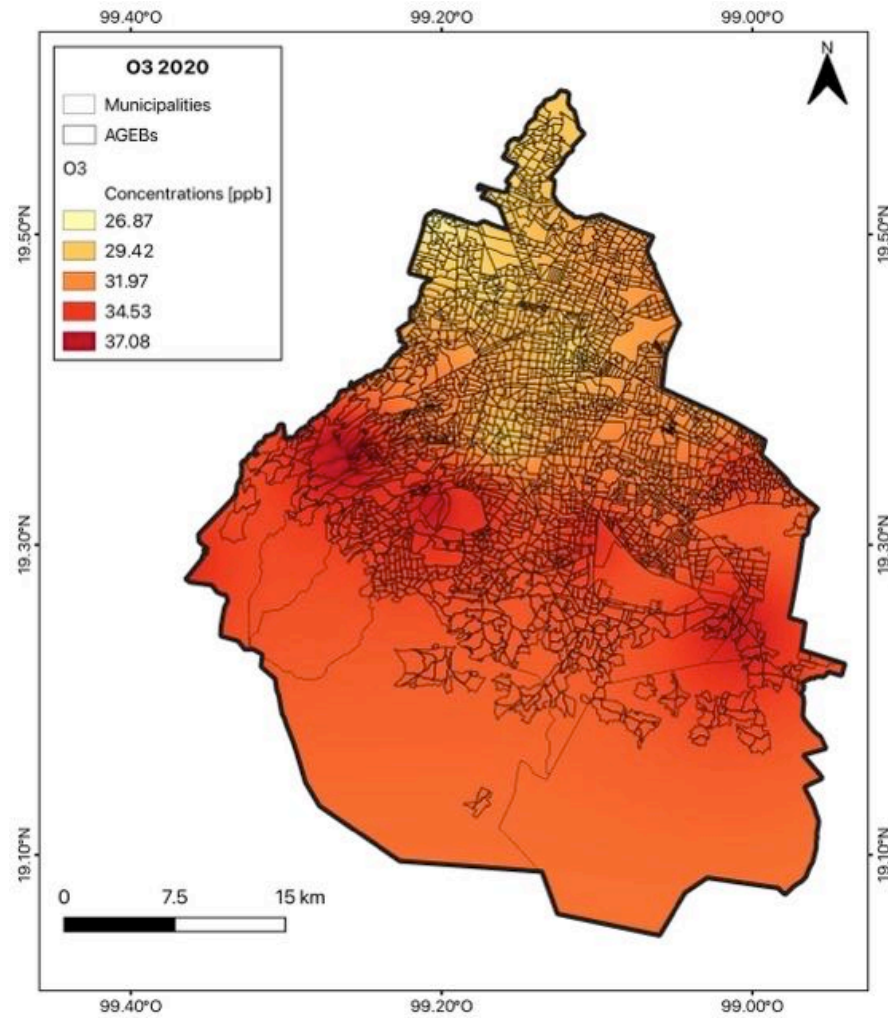 99.40°O 99.20°O 99.00°O
O3 2020
Municipalities
AGEBs
O3
Concentrations [ppb]
26.87
29.42
31.97
34.53
37.08
N
19.50°N 19.50°N
19.30°N 19.30°N
19.10°N 19.10°N
0 7.5 15 km
99.40°O 99.20°O 99.00°O